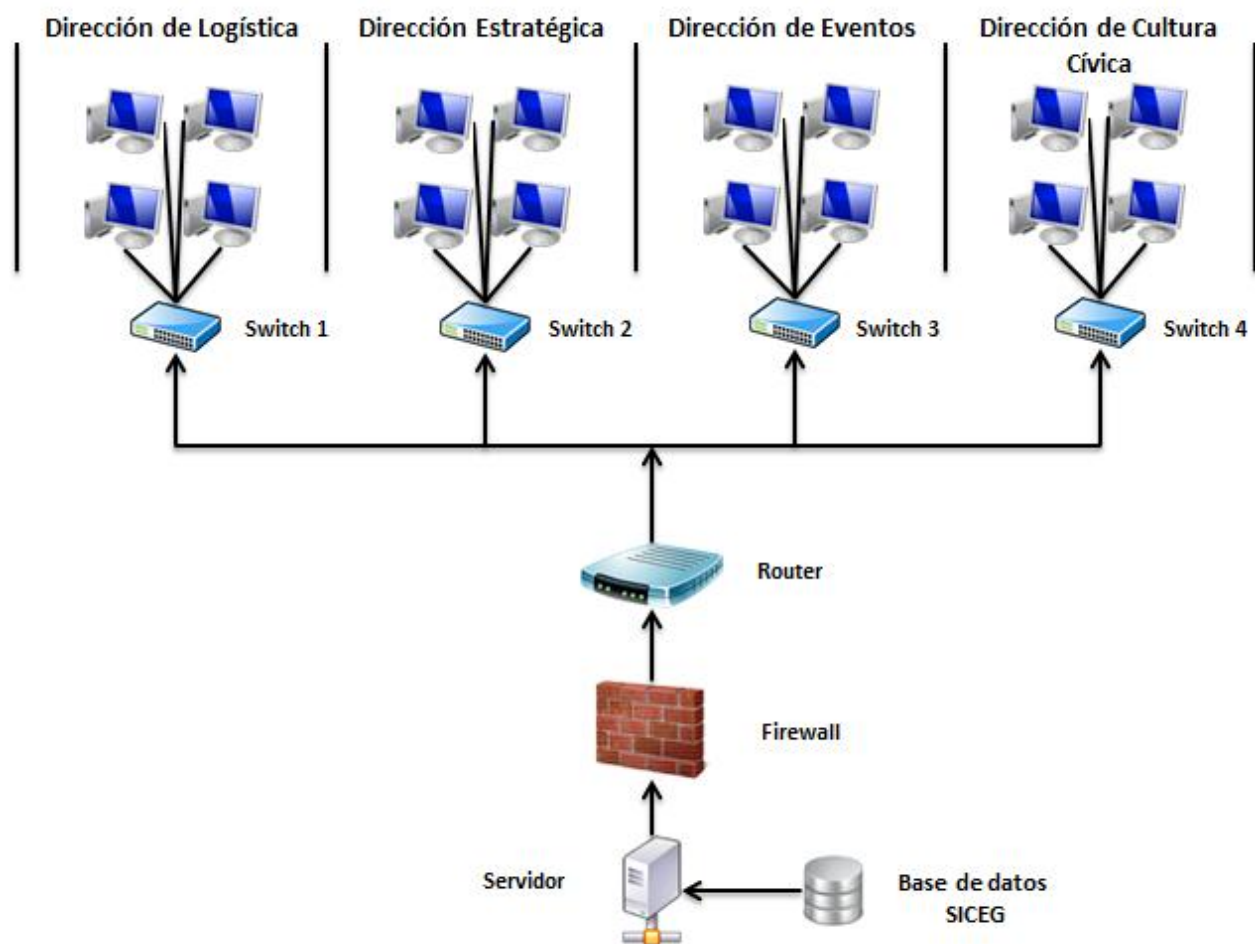 Dirección de Logística
Dirección Estratégica
Dirección de Eventos
Dirección de Cultura
Cívica
Switch 1
Switch 2
Switch 3
Switch 4
Router
Firewall
Servidor
Base de datos
SICEG